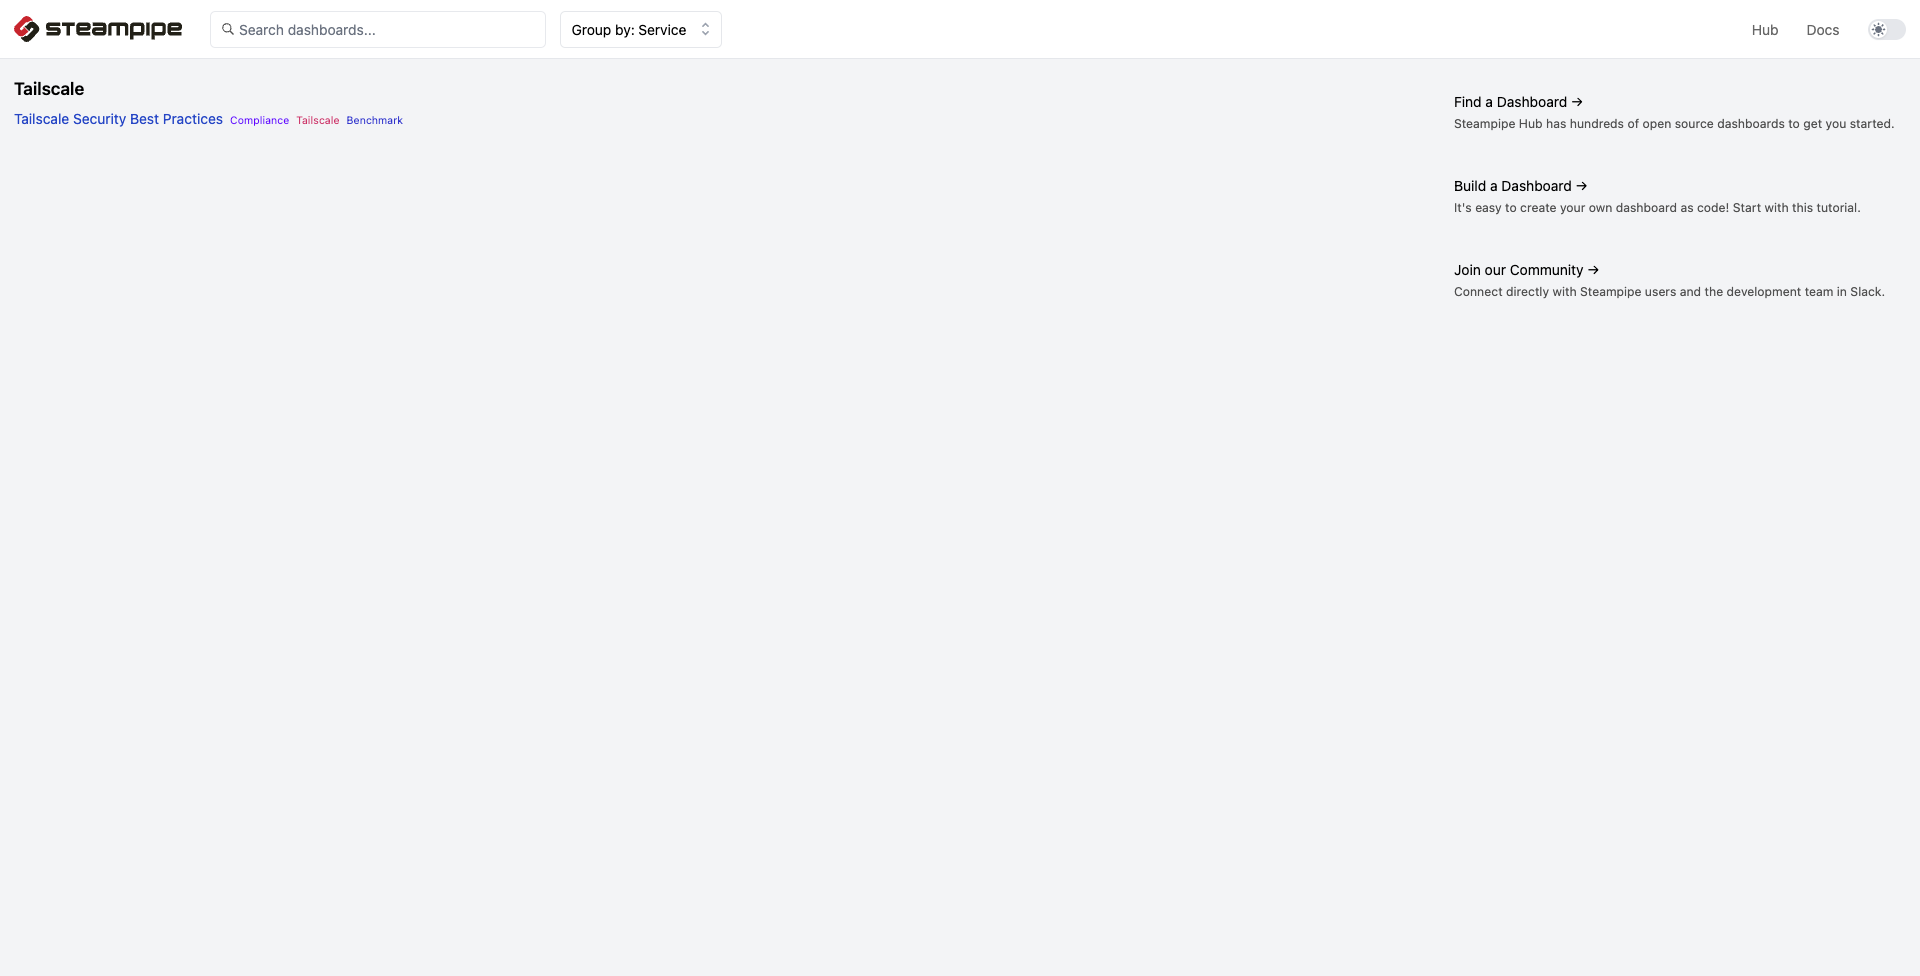 steampipe
Search dashboards...
Group by: Service
Hub
Docs
Tailscale
Tailscale Security Best Practices Compliance Tailscale Benchmark
Find a Dashboard →
Steampipe Hub has hundreds of open source dashboards to get you started.
Build a Dashboard →
It's easy to create your own dashboard as code! Start with this tutorial.
Join our Community →
Connect directly with Steampipe users and the development team in Slack.